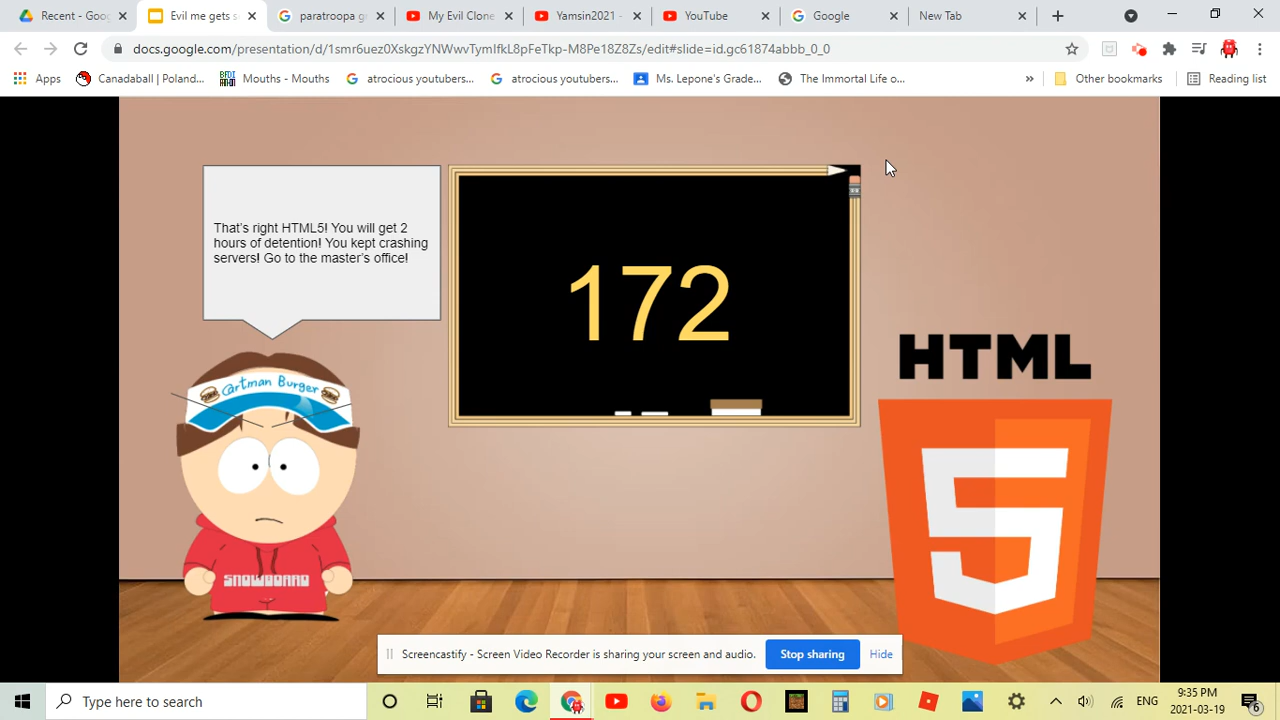 Recent - Goo
Evil me gets s
paratroopa gr
My Evil Clone
Yamsin2021 -
YouTube
Google
New Tab
docs.google.com/presentation/d/1smr6uez0XskgzYNWwvTymIfkL8pFeTkp-M8Pe18Z8Zs/edit#slide=id.gc61874abbb_0_0
Apps
Canadaball | Poland...
Mouths - Mouths
atrocious youtubers...
atrocious youtubers...
Ms. Lepone's Grade...
The Immortal Life o...
»
Other bookmarks
Reading list
That's right HTML5! You will get 2
hours of detention! You kept crashing
servers! Go to the master's office!
172
HTML
5
Cartman Burger
SNOWBOARD
Screencastify - Screen Video Recorder is sharing your screen and audio.
Stop sharing
Hide
Type here to search
ENG
9:35 PM
2021-03-19
6